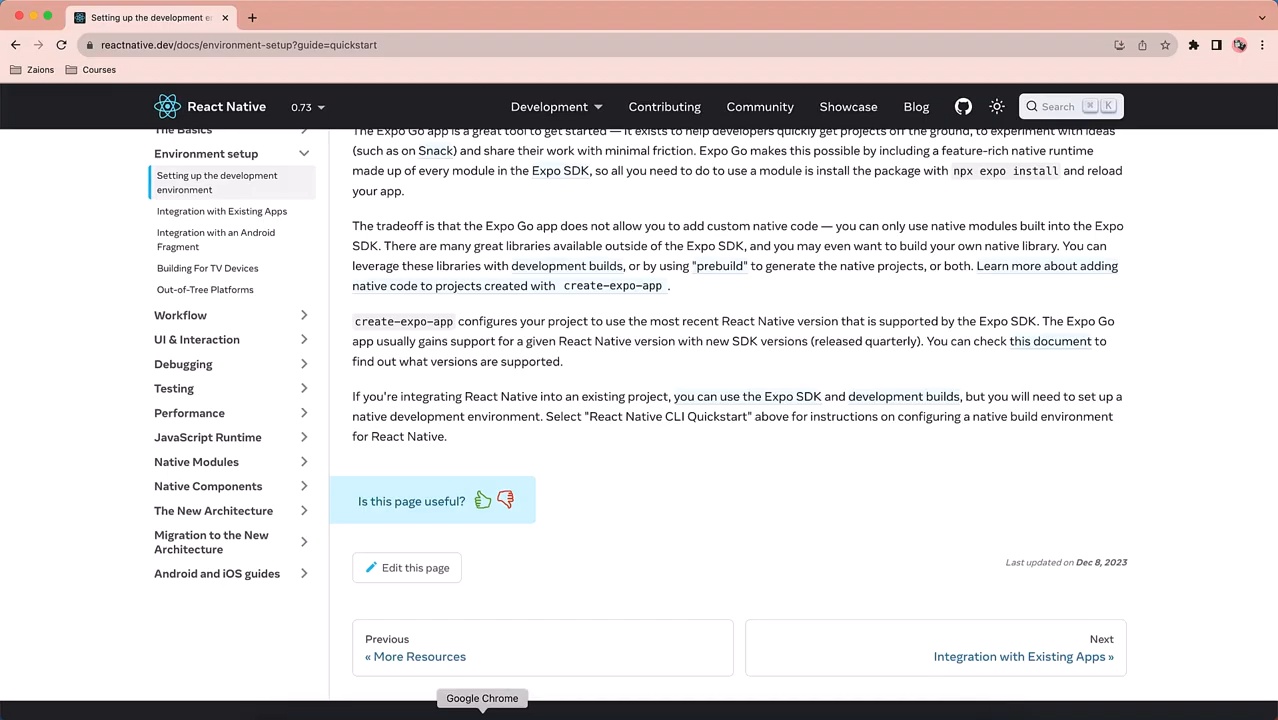 Setting up the development e
reactnative.dev/docs/environment-setup?guide=quickstart
Zaions
Courses
React Native
0.73
Development
Contributing
Community
Showcase
Blog
Search
⌘
K
The Basics
Environment setup
Setting up the development
environment
Integration with Existing Apps
Integration with an Android
Fragment
Building For TV Devices
Out-of-Tree Platforms
Workflow
UI & Interaction
Debugging
Testing
Performance
JavaScript Runtime
Native Modules
Native Components
The New Architecture
Migration to the New
Architecture
Android and iOS guides
The Expo Go app is a great tool to get started — it exists to help developers quickly get projects off the ground, to experiment with ideas
(such as on Snack) and share their work with minimal friction. Expo Go makes this possible by including a feature-rich native runtime
made up of every module in the Expo SDK, so all you need to do to use a module is install the package with npx expo install and reload
your app.
The tradeoff is that the Expo Go app does not allow you to add custom native code — you can only use native modules built into the Expo
SDK. There are many great libraries available outside of the Expo SDK, and you may even want to build your own native library. You can
leverage these libraries with development builds, or by using "prebuild" to generate the native projects, or both. Learn more about adding
native code to projects created with create-expo-app .
create-expo-app configures your project to use the most recent React Native version that is supported by the Expo SDK. The Expo Go
app usually gains support for a given React Native version with new SDK versions (released quarterly). You can check this document to
find out what versions are supported.
If you're integrating React Native into an existing project, you can use the Expo SDK and development builds, but you will need to set up a
native development environment. Select "React Native CLI Quickstart" above for instructions on configuring a native build environment
for React Native.
Is this page useful?
Edit this page
Last updated on Dec 8, 2023
Previous
« More Resources
Next
Integration with Existing Apps »
Google Chrome